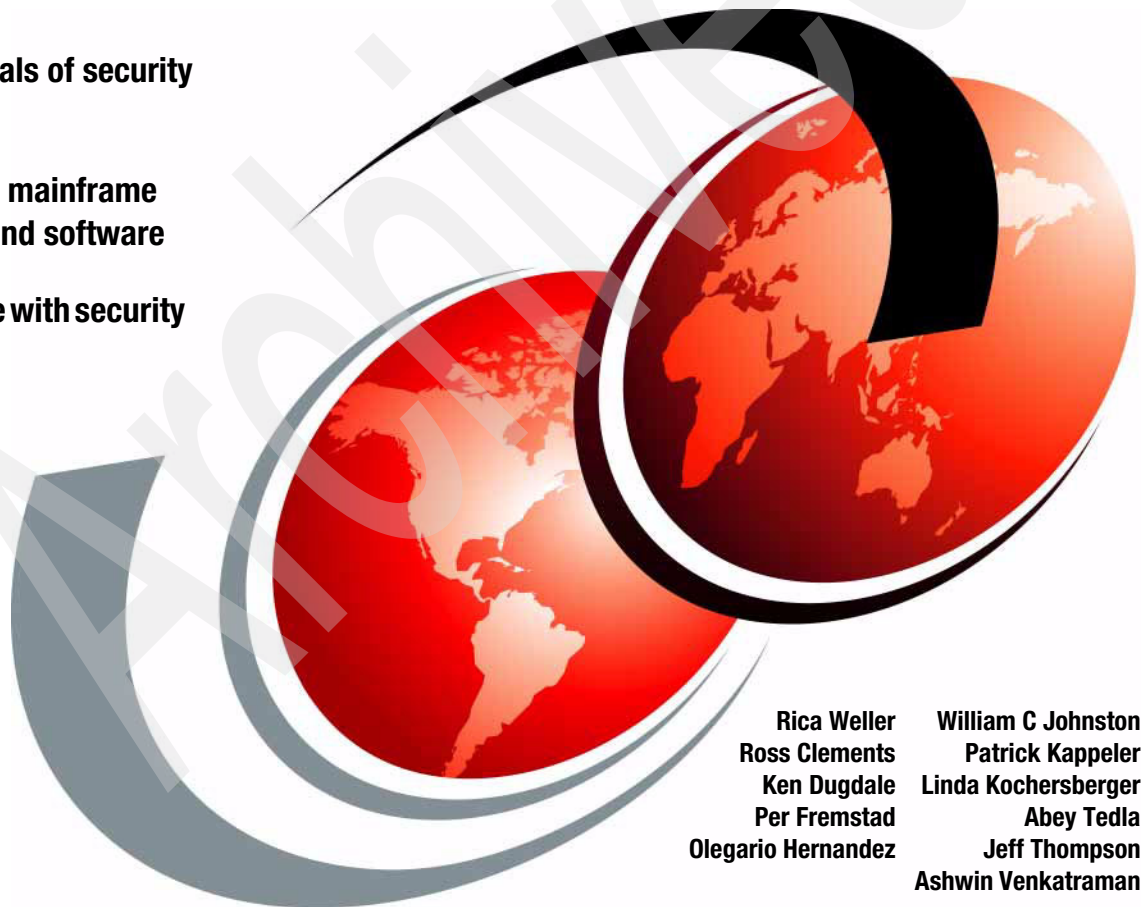 als of security
mainframe
nd software
e with security
Rica Weller
Ross Clements
Ken Dugdale
Per Fremstad
Olegario Hernandez
William C Johnston
Patrick Kappeler
Linda Kochersberger
Abey Tedla
Jeff Thompson
Ashwin Venkatraman
Archived